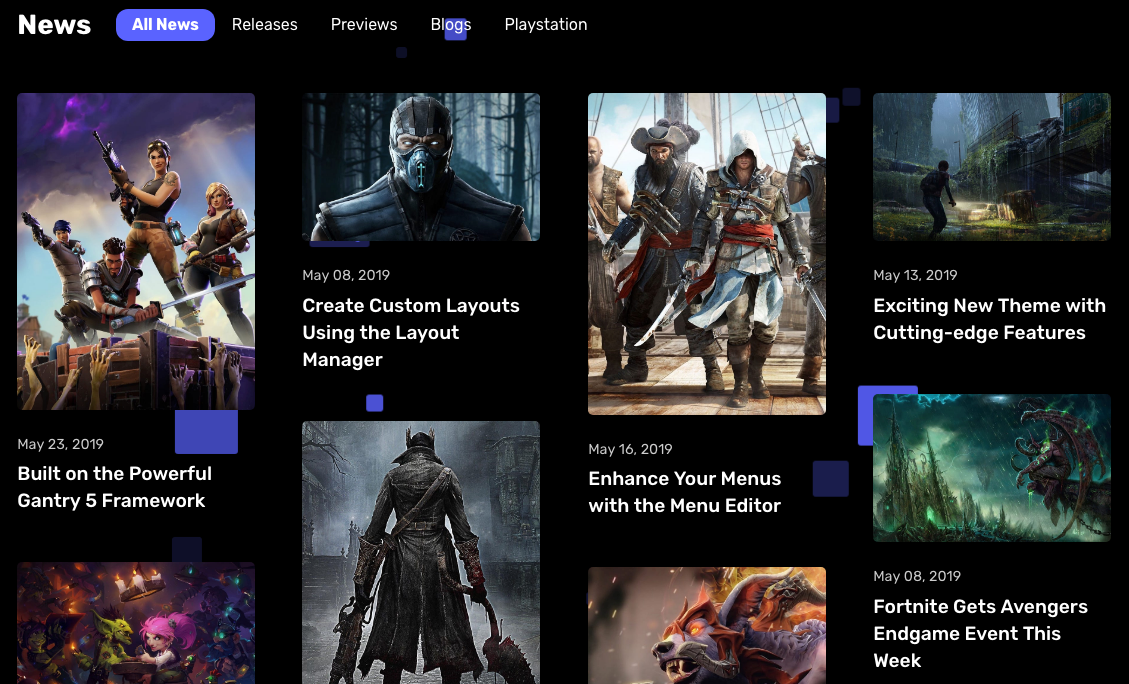 News
All News
Releases
Previews
Blogs
Playstation
May 23, 2019
Built on the Powerful
Gantry 5 Framework
May 08, 2019
Create Custom Layouts
Using the Layout
Manager
May 16, 2019
Enhance Your Menus
with the Menu Editor
May 13, 2019
Exciting New Theme with
Cutting-edge Features
May 08, 2019
Fortnite Gets Avengers
Endgame Event This
Week